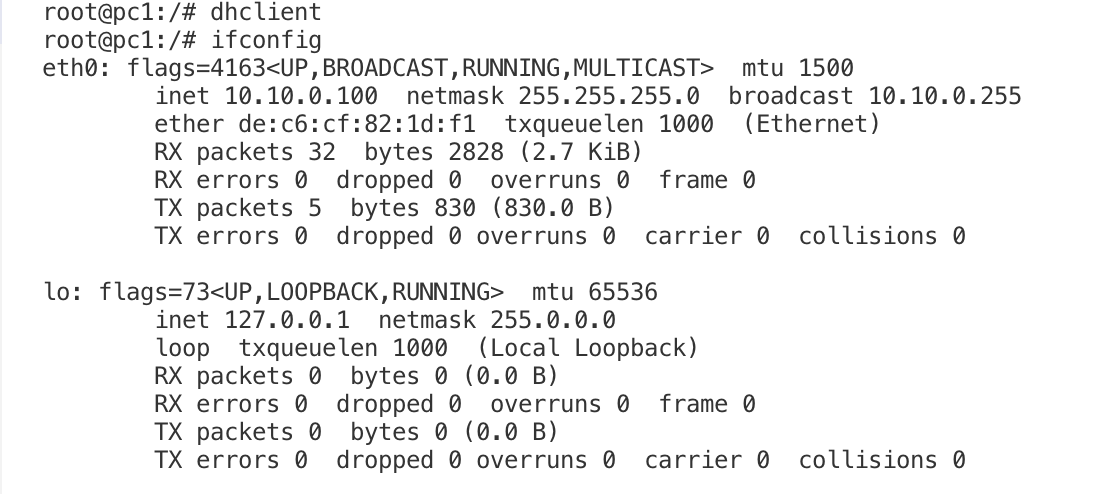 root@pc1:/# dhclient
root@pc1:/# ifconfig
eth0: flags=4163<UP,BROADCAST,RUNNING,MULTICAST>  mtu 1500
        inet 10.10.0.100  netmask 255.255.255.0  broadcast 10.10.0.255
        ether de:c6:cf:82:1d:f1  txqueuelen 1000  (Ethernet)
        RX packets 32  bytes 2828 (2.7 KiB)
        RX errors 0  dropped 0  overruns 0  frame 0
        TX packets 5  bytes 830 (830.0 B)
        TX errors 0  dropped 0 overruns 0  carrier 0  collisions 0

lo: flags=73<UP,LOOPBACK,RUNNING>  mtu 65536
        inet 127.0.0.1  netmask 255.0.0.0
        loop  txqueuelen 1000  (Local Loopback)
        RX packets 0  bytes 0 (0.0 B)
        RX errors 0  dropped 0  overruns 0  frame 0
        TX packets 0  bytes 0 (0.0 B)
        TX errors 0  dropped 0 overruns 0  carrier 0  collisions 0